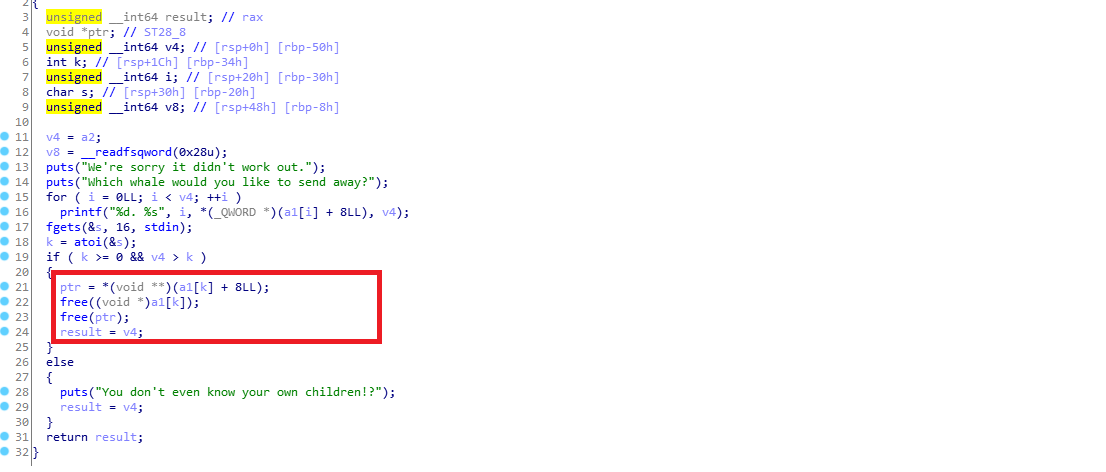 2 {
3 unsigned __int64 result; // rax
4 void *ptr; // ST28_8
5 unsigned __int64 v4; // [rsp+0h] [rbp-50h]
6 int k; // [rsp+1Ch] [rbp-34h]
7 unsigned __int64 i; // [rsp+20h] [rbp-30h]
8 char s; // [rsp+30h] [rbp-20h]
9 unsigned __int64 v8; // [rsp+48h] [rbp-8h]
10
11 v4 = a2;
12 v8 = __readfsqword(0x28u);
13 puts("We're sorry it didn't work out.");
14 puts("Which whale would you like to send away?");
15 for ( i = 0LL; i < v4; ++i )
16 printf("%d. %s", i, *(_QWORD *)(a1[i] + 8LL), v4);
17 fgets(&s, 16, stdin);
18 k = atoi(&s);
19 if ( k >= 0 && v4 > k )
20 {
21 ptr = *(void **)(a1[k] + 8LL);
22 free((void *)a1[k]);
23 free(ptr);
24 result = v4;
25 }
26 else
27 {
28 puts("You don't even know your own children!?");
29 result = v4;
30 }
31 return result;
32 }